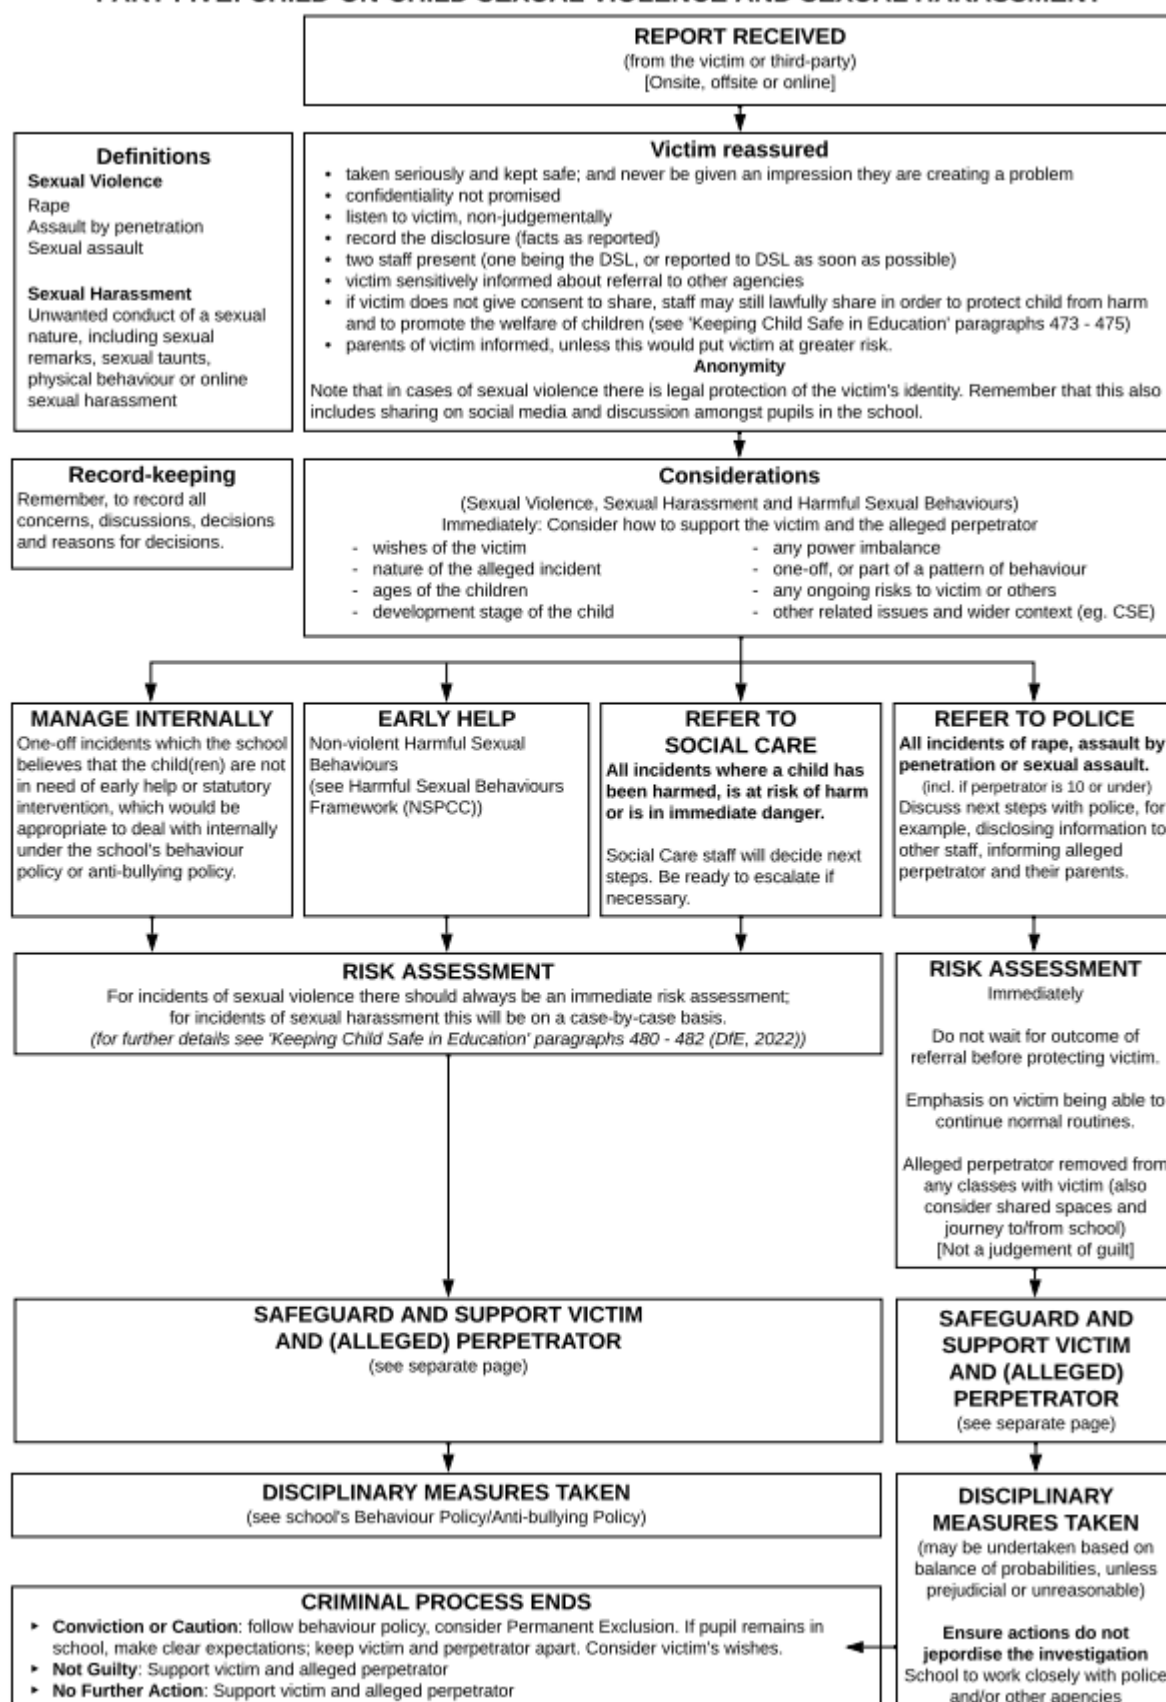 REPORT RECEIVED
(from the victim or third-party)
[Onsite, offsite or online]
Definitions
Sexual Violence
Rape
Assault by penetration
Sexual assault
Sexual Harassment
Unwanted conduct of a sexual
nature, including sexual
remarks, sexual taunts,
physical behaviour or online
sexual harassment
Victim reassured
• taken seriously and kept safe; and never be given an impression they are creating a problem
• confidentiality not promised
• listen to victim, non-judgementally
• record the disclosure (facts as reported)
• two staff present (one being the DSL, or reported to DSL as soon as possible)
• victim sensitively informed about referral to other agencies
• if victim does not give consent to share, staff may still lawfully share in order to protect child from harm
and to promote the welfare of children (see 'Keeping Child Safe in Education' paragraphs 473 - 475)
• parents of victim informed, unless this would put victim at greater risk.
Anonymity
Note that in cases of sexual violence there is legal protection of the victim's identity. Remember that this also
includes sharing on social media and discussion amongst pupils in the school.
Record-keeping
Remember, to record all
concerns, discussions, decisions
and reasons for decisions.
Considerations
(Sexual Violence, Sexual Harassment and Harmful Sexual Behaviours)
Immediately: Consider how to support the victim and the alleged perpetrator
- wishes of the victim
- nature of the alleged incident
- ages of the children
- development stage of the child
- any power imbalance
- one-off, or part of a pattern of behaviour
- any ongoing risks to victim or others
- other related issues and wider context (eg. CSE)
MANAGE INTERNALLY
One-off incidents which the school
believes that the child(ren) are not
in need of early help or statutory
intervention, which would be
appropriate to deal with internally
under the school's behaviour
policy or anti-bullying policy.
EARLY HELP
Non-violent Harmful Sexual
Behaviours
(see Harmful Sexual Behaviours
Framework (NSPCC))
REFER TO
SOCIAL CARE
All incidents where a child has
been harmed, is at risk of harm
or is in immediate danger.
Social Care staff will decide next
steps. Be ready to escalate if
necessary.
REFER TO POLICE
All incidents of rape, assault by
penetration or sexual assault.
(incl. if perpetrator is 10 or under)
Discuss next steps with police, for
example, disclosing information to
other staff, informing alleged
perpetrator and their parents.
RISK ASSESSMENT
For incidents of sexual violence there should always be an immediate risk assessment;
for incidents of sexual harassment this will be on a case-by-case basis.
(for further details see 'Keeping Child Safe in Education' paragraphs 480 - 482 (DfE, 2022))
RISK ASSESSMENT
Immediately
Do not wait for outcome of
referral before protecting victim.
Emphasis on victim being able to
continue normal routines.
Alleged perpetrator removed from
any classes with victim (also
consider shared spaces and
journey to/from school)
[Not a judgement of guilt]
SAFEGUARD AND SUPPORT VICTIM
AND (ALLEGED) PERPETRATOR
(see separate page)
SAFEGUARD AND
SUPPORT VICTIM
AND (ALLEGED)
PERPETRATOR
(see separate page)
DISCIPLINARY MEASURES TAKEN
(see school's Behaviour Policy/Anti-bullying Policy)
DISCIPLINARY
MEASURES TAKEN
(may be undertaken based on
balance of probabilities, unless
prejudicial or unreasonable)
Ensure actions do not
jepordise the investigation
School to work closely with police
and/or other agencies
CRIMINAL PROCESS ENDS
▸ Conviction or Caution: follow behaviour policy, consider Permanent Exclusion. If pupil remains in
school, make clear expectations; keep victim and perpetrator apart. Consider victim's wishes.
▸ Not Guilty: Support victim and alleged perpetrator
▸ No Further Action: Support victim and alleged perpetrator